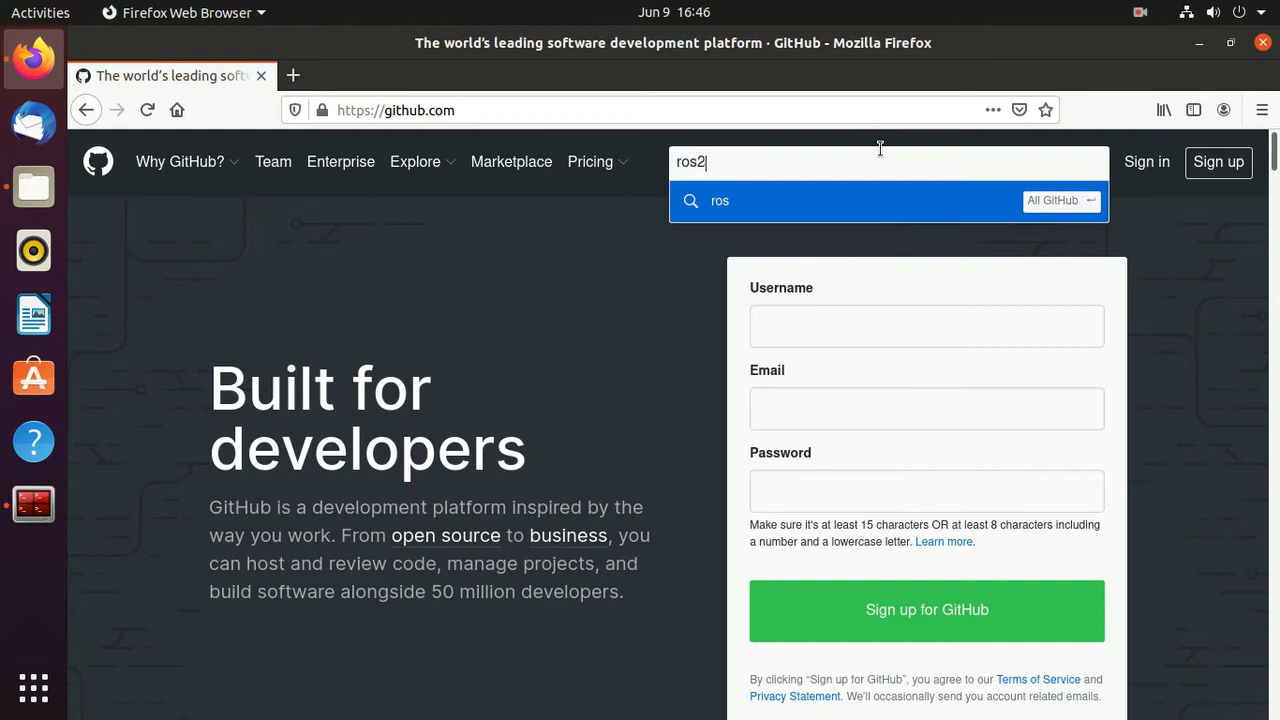 Activities
Firefox Web Browser
Jun 9 16:46
The world's leading software development platform · GitHub - Mozilla Firefox
The world's leading softw
https://github.com
Why GitHub?
Team
Enterprise
Explore
Marketplace
Pricing
ros2
Sign in
Sign up
ros
All GitHub ↵
Built for
developers
GitHub is a development platform inspired by the
way you work. From open source to business, you
can host and review code, manage projects, and
build software alongside 50 million developers.
Username
Email
Password
Make sure it's at least 15 characters OR at least 8 characters including
a number and a lowercase letter. Learn more.
Sign up for GitHub
By clicking “Sign up for GitHub”, you agree to our Terms of Service and
Privacy Statement. We’ll occasionally send you account related emails.